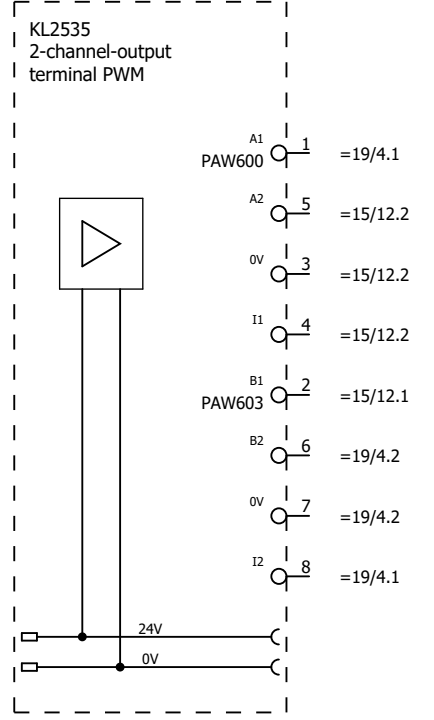 KL2535
2-channel-output
terminal PWM
A1
PAW600
1
=19/4.1
A2
5
=15/12.2
0V
3
=15/12.2
I1
4
=15/12.2
B1
PAW603
2
=15/12.1
B2
6
=19/4.2
0V
7
=19/4.2
I2
8
=19/4.1
24V
0V